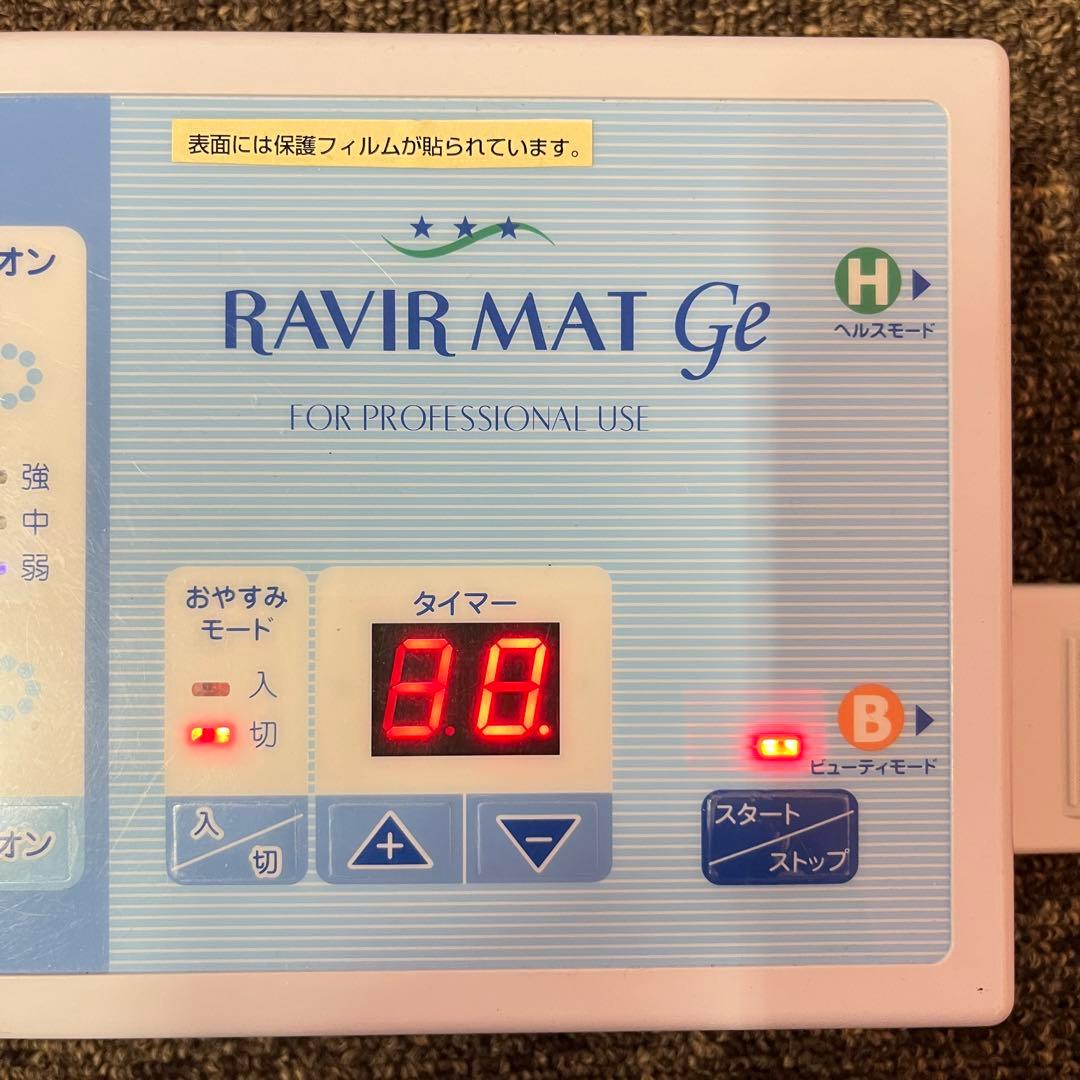 表面には保護フィルムが貼られています。
オン
RAVIR MAT Ge
FOR PROFESSIONAL USE
H
ヘルスモード
強
中
弱
おやすみ
モード
入
切
タイマー
B
ビューティモード
オン
入
切
+
−
スタート
ストップ